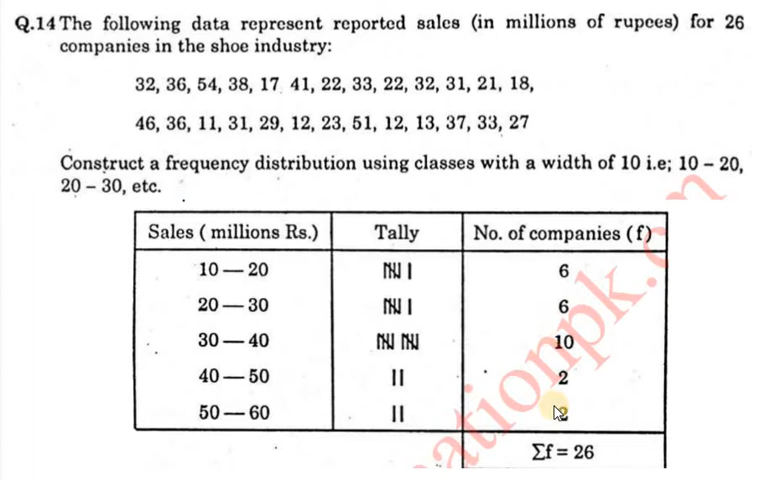 Q.14 The following data represent reported sales (in millions of rupees) for 26
companies in the shoe industry:
32, 36, 54, 38, 17 41, 22, 33, 22, 32, 31, 21, 18,
46, 36, 11, 31, 29, 12, 23, 51, 12, 13, 37, 33, 27
Construct a frequency distribution using classes with a width of 10 i.e; 10 – 20,
20 – 30, etc.
Sales ( millions Rs.) Tally No. of companies (f)
10 — 20 6
20 — 30 6
30 — 40 10
40 — 50 || 2
50 — 60 || 2
Σf = 26